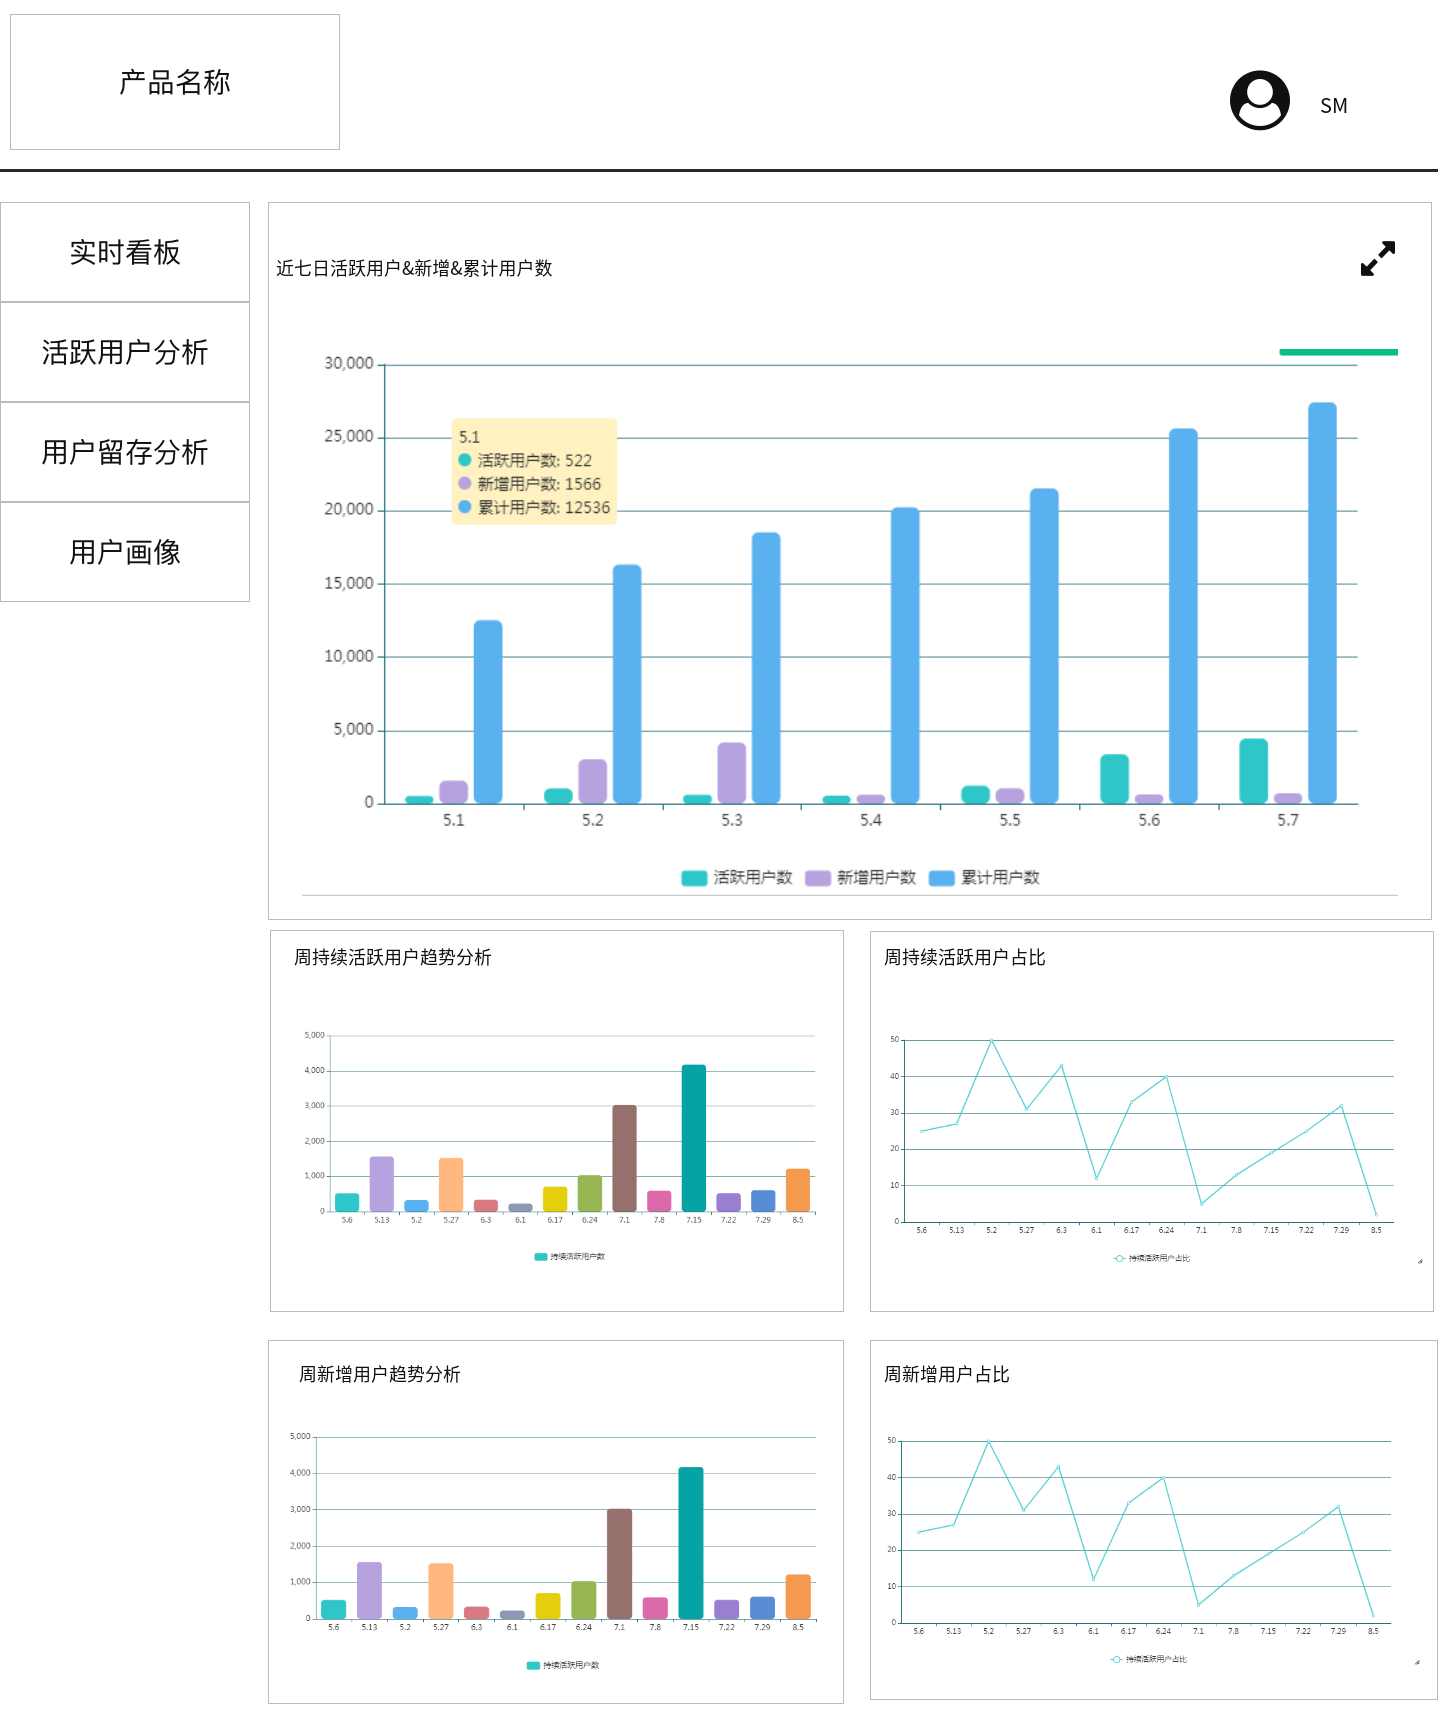 产品名称
SM
实时看板
活跃用户分析
用户留存分析
用户画像
近七日活跃用户&新增&累计用户数
30,000
25,000
20,000
15,000
10,000
5,000
0
5.1
活跃用户数: 522
新增用户数: 1566
累计用户数: 12536
5.1 5.2 5.3 5.4 5.5 5.6 5.7
活跃用户数 新增用户数 累计用户数
周持续活跃用户趋势分析
5,000
4,000
3,000
2,000
1,000
0
5.6 5.13 5.2 5.27 6.3 6.1 6.17 6.24 7.1 7.8 7.15 7.22 7.29 8.5
持续活跃用户数
周持续活跃用户占比
50
40
30
20
10
0
5.6 5.13 5.2 5.27 6.3 6.1 6.17 6.24 7.1 7.8 7.15 7.22 7.29 8.5
持续活跃用户占比
周新增用户趋势分析
5,000
4,000
3,000
2,000
1,000
0
5.6 5.13 5.2 5.27 6.3 6.1 6.17 6.24 7.1 7.8 7.15 7.22 7.29 8.5
持续活跃用户数
周新增用户占比
50
40
30
20
10
0
5.6 5.13 5.2 5.27 6.3 6.1 6.17 6.24 7.1 7.8 7.15 7.22 7.29 8.5
持续活跃用户占比